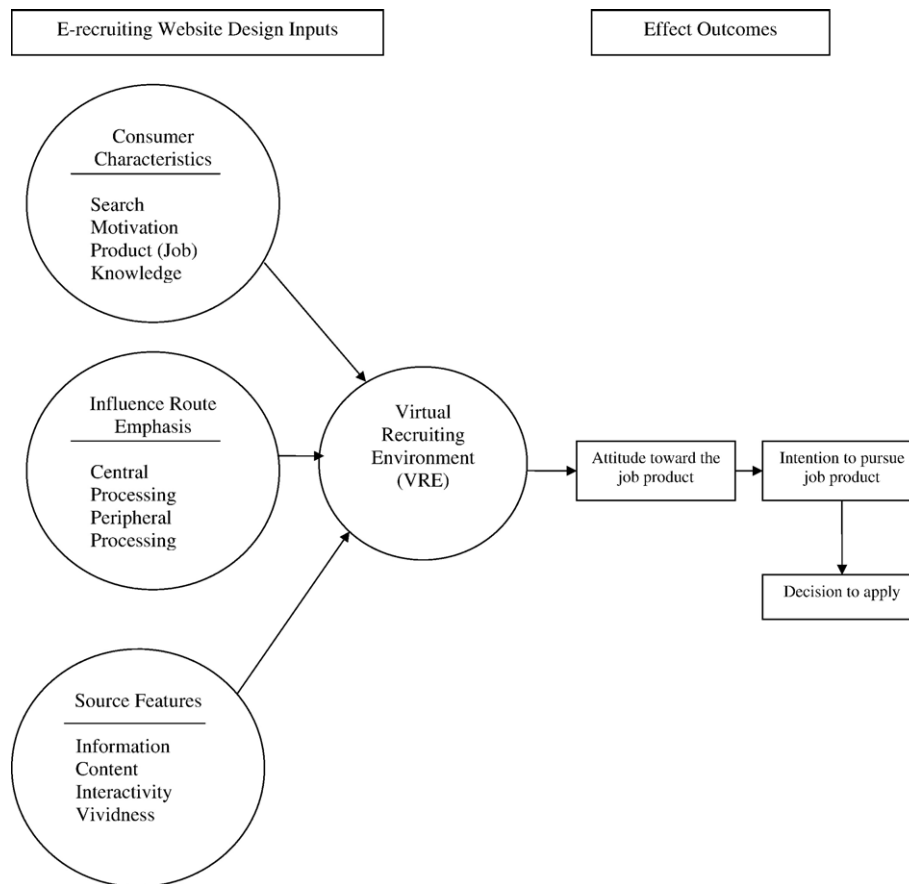 E-recruiting Website Design Inputs
Effect Outcomes
Consumer
Characteristics
Search
Motivation
Product (Job)
Knowledge
Influence Route
Emphasis
Central
Processing
Peripheral
Processing
Source Features
Information
Content
Interactivity
Vividness
Virtual
Recruiting
Environment
(VRE)
Attitude toward the
job product
Intention to pursue
job product
Decision to apply